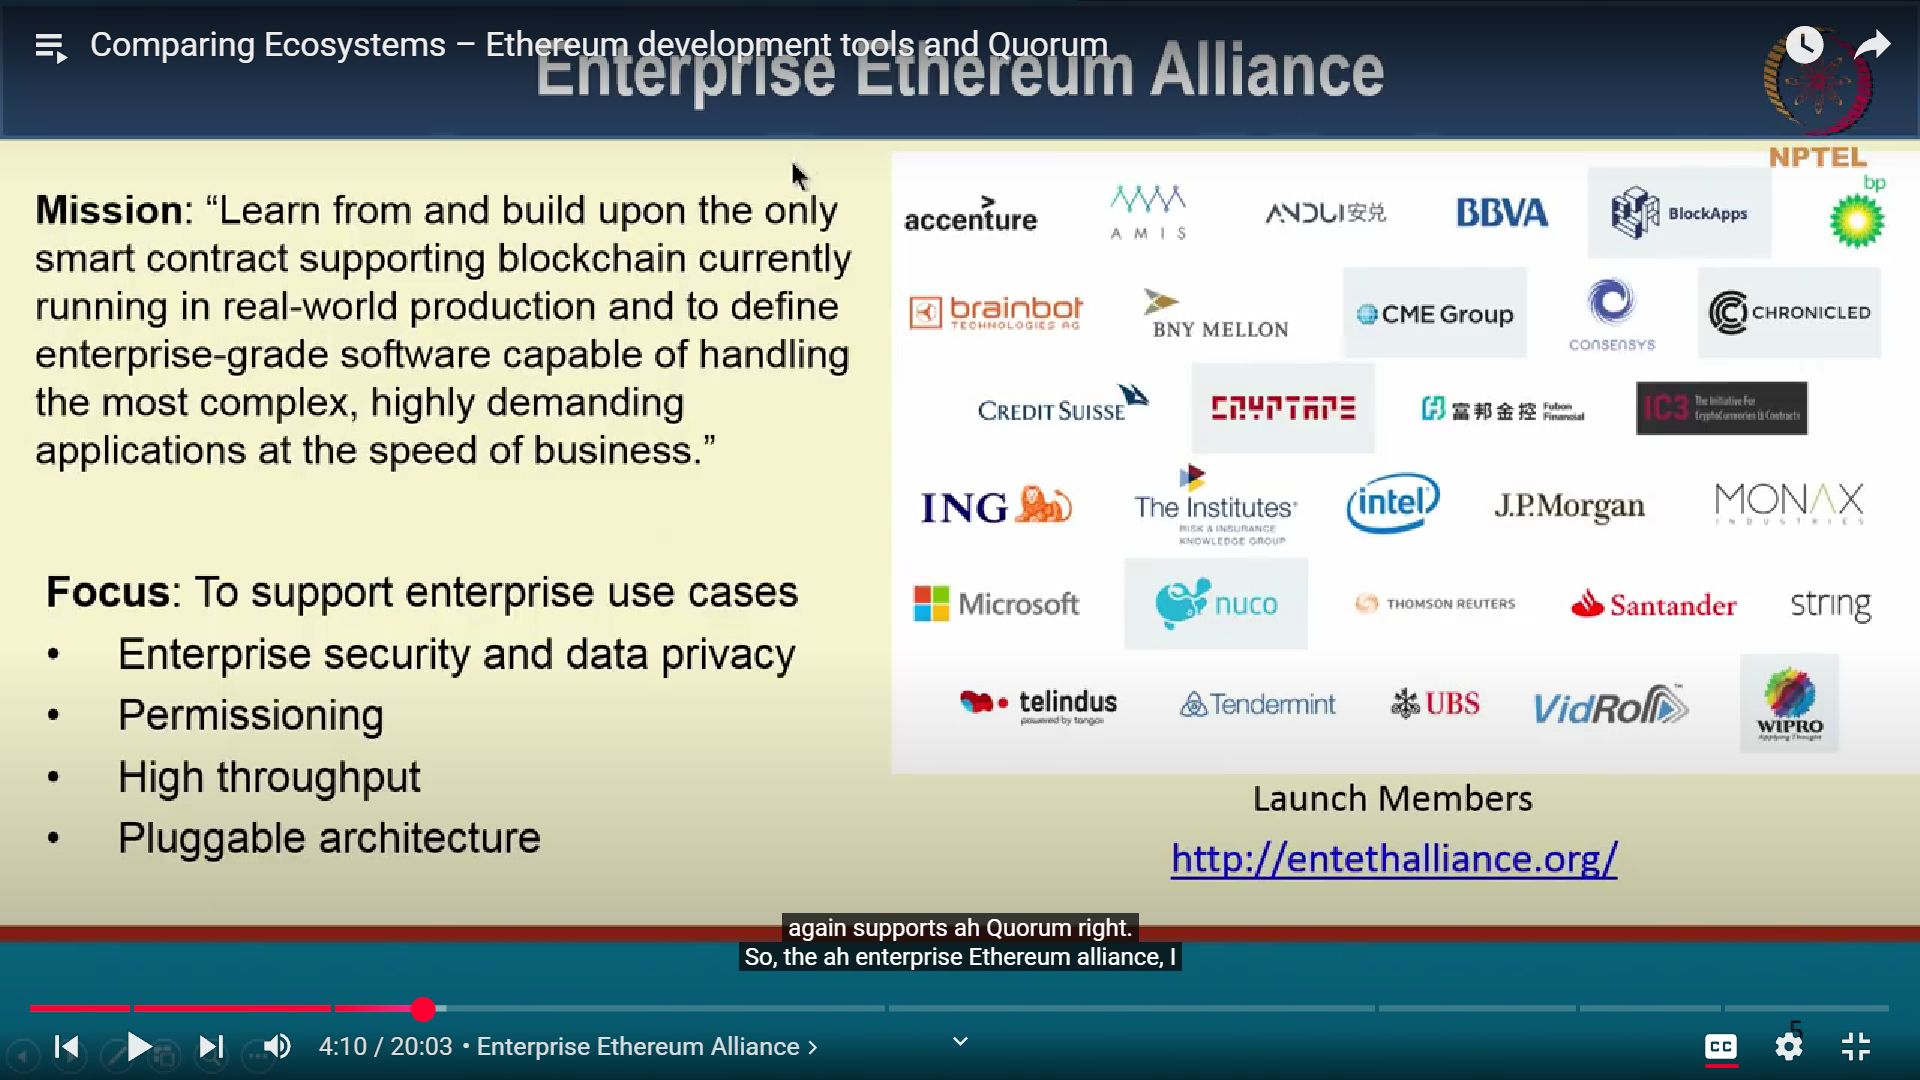 Comparing Ecosystems – Ethereum development tools and Quorum
Enterprise Ethereum Alliance
NPTEL
Mission: “Learn from and build upon the only
smart contract supporting blockchain currently
running in real-world production and to define
enterprise-grade software capable of handling
the most complex, highly demanding
applications at the speed of business.”
Focus: To support enterprise use cases
• Enterprise security and data privacy
• Permissioning
• High throughput
• Pluggable architecture
accenture
AMIS
ANDUI安兑
BBVA
BlockApps
bp
brainbot
TECHNOLOGIES AG
BNY MELLON
CME Group
CONSENSYS
CHRONICLED
CREDIT SUISSE
CRYPTAPE
富邦金控 Fubon Financial
IC3 The Initiative For CryptoCurrencies & Contracts
ING
The Institutes
RISK & INSURANCE
KNOWLEDGE GROUP
intel
J.P.Morgan
MONAX
INDUSTRIES
Microsoft
nuco
THOMSON REUTERS
Santander
string
telindus
powered by tango
Tendermint
UBS
VidRoll™
WIPRO
Applying Thought
Launch Members
http://entethalliance.org/
again supports ah Quorum right.
So, the ah enterprise Ethereum alliance, I
5
4:10 / 20:03 • Enterprise Ethereum Alliance >
CC